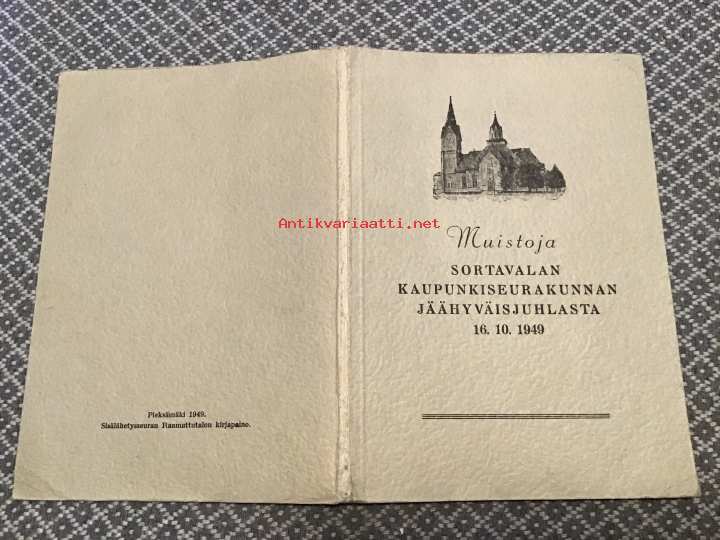 Antikvariaatti.net
Muistoja
SORTAVALAN
KAUPUNKISEURAKUNNAN
JÄÄHYVÄISJUHLASTA
16. 10. 1949
Pieksämäki 1949.
Sisälähetysseuran Raamattutalon kirjapaino.